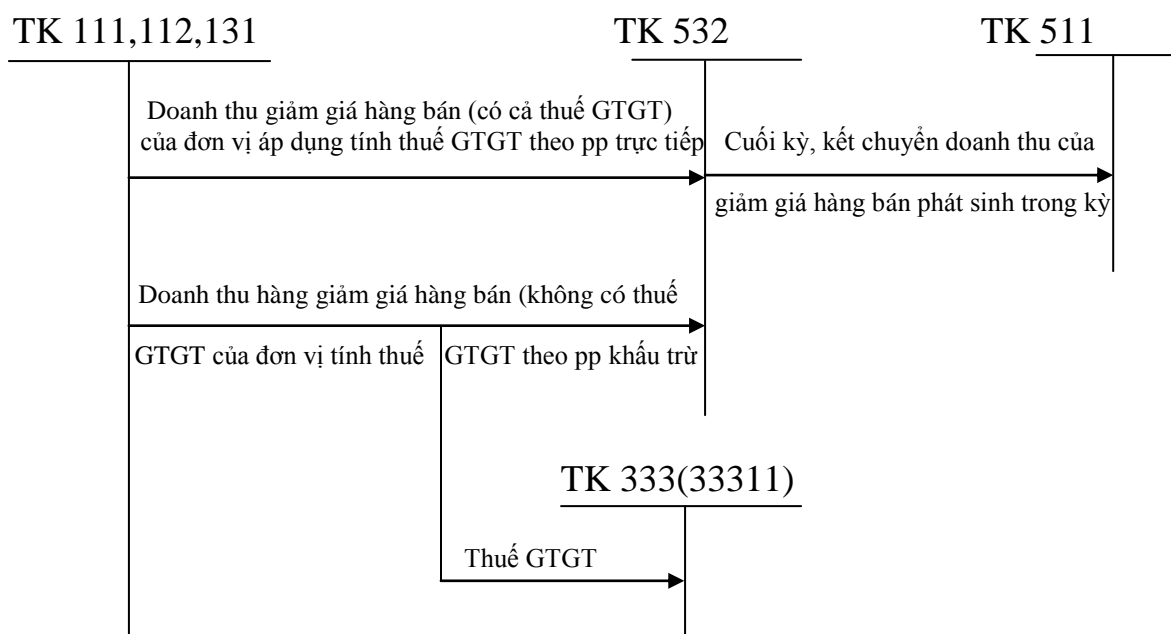 TK 111,112,131
TK 532
TK 511
Doanh thu giảm giá hàng bán (có cả thuế GTGT)
của đơn vị áp dụng tính thuế GTGT theo pp trực tiếp
Cuối kỳ, kết chuyển doanh thu của
giảm giá hàng bán phát sinh trong kỳ
Doanh thu hàng giảm giá hàng bán (không có thuế
GTGT của đơn vị tính thuế
GTGT theo pp khấu trừ
TK 333(33311)
Thuế GTGT